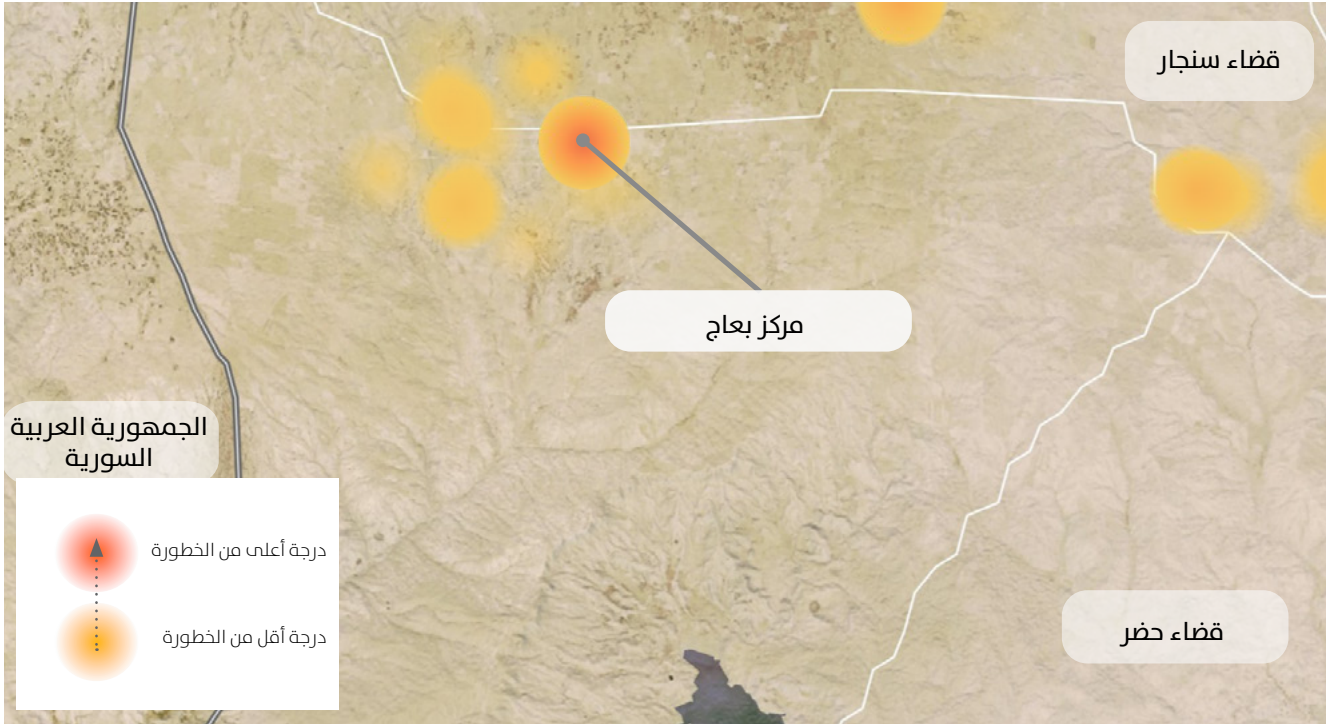 قضاء سنجار
مركز بعاج
الجمهورية العربية
السورية
درجة أعلى من الخطورة
درجة أقل من الخطورة
قضاء حضر